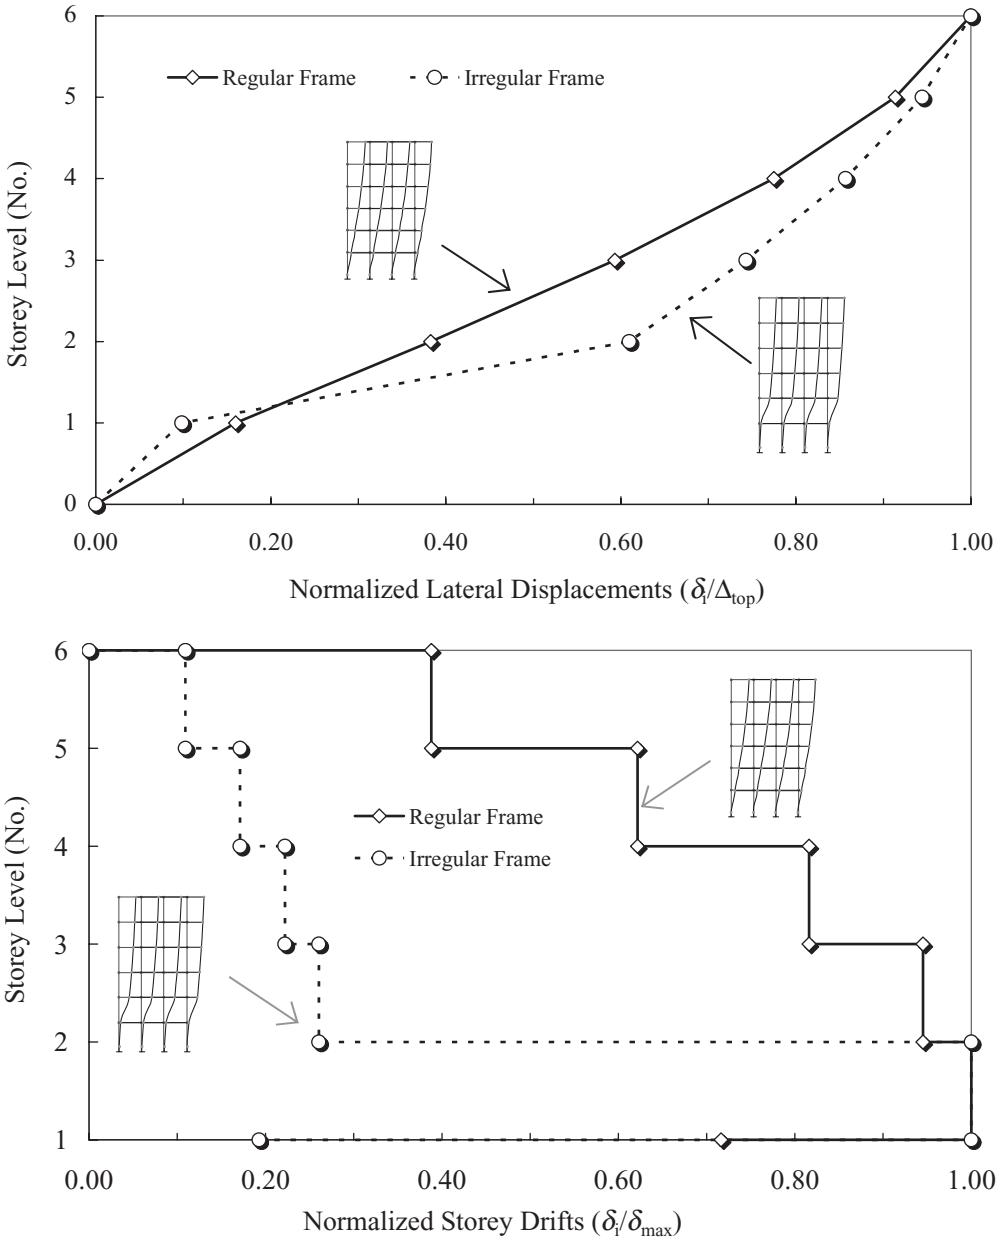 6
Regular Frame
Irregular Frame
5
4
3
2
1
0
Storey Level (No.)
0.00 0.20 0.40 0.60 0.80 1.00
Normalized Lateral Displacements (δi/Δtop)
6
5
Regular Frame
4
Irregular Frame
3
2
1
Storey Level (No.)
0.00 0.20 0.40 0.60 0.80 1.00
Normalized Storey Drifts (δi/δmax)